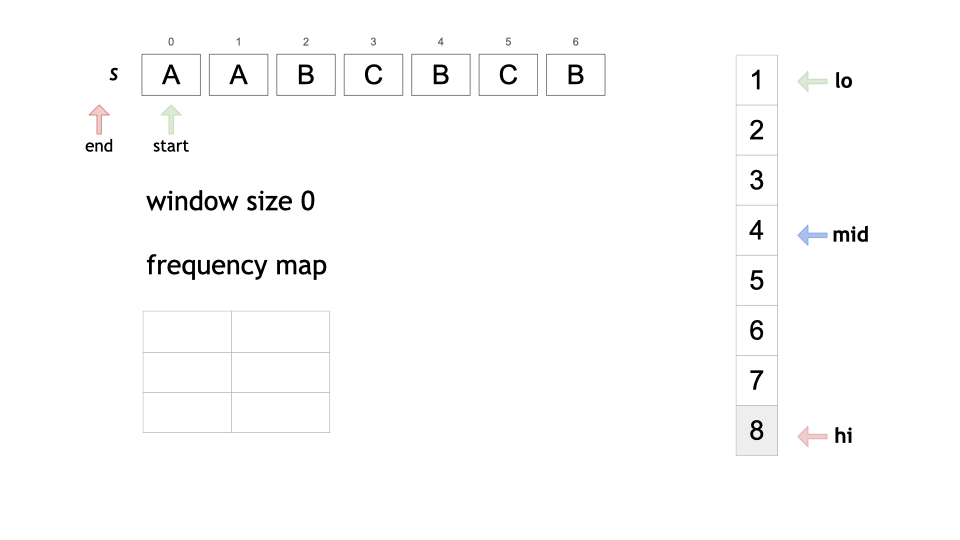 0 1 2 3 4 5 6
s A A B C B C B
end start
window size 0
frequency map
1 lo
2
3
4 mid
5
6
7
8 hi